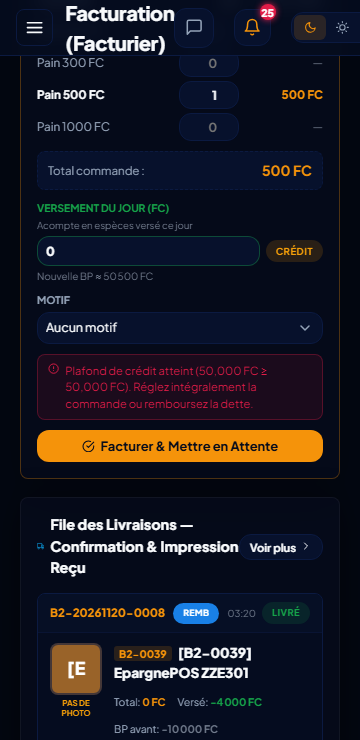 Facturation
(Facturier)
25
Pain 300 FC 0 —
Pain 500 FC 1 500 FC
Pain 1000 FC 0 —
Total commande : 500 FC
VERSEMENT DU JOUR (FC)
Acompte en espèces versé ce jour
0 CRÉDIT
Nouvelle BP ≈ 50 500 FC
MOTIF
Aucun motif
Plafond de crédit atteint (50,000 FC ≥
50,000 FC). Réglez intégralement la
commande ou remboursez la dette.
Facturer & Mettre en Attente
File des Livraisons —
Confirmation & Impression
Reçu
Voir plus
B2-20261120-0008 REMB 03:20 LIVRÉ
[E
PAS DE
PHOTO
B2-0039 [B2-0039]
EpargnePOS ZZE301
Total: 0 FC Versé: -4 000 FC
BP avant: -10 000 FC